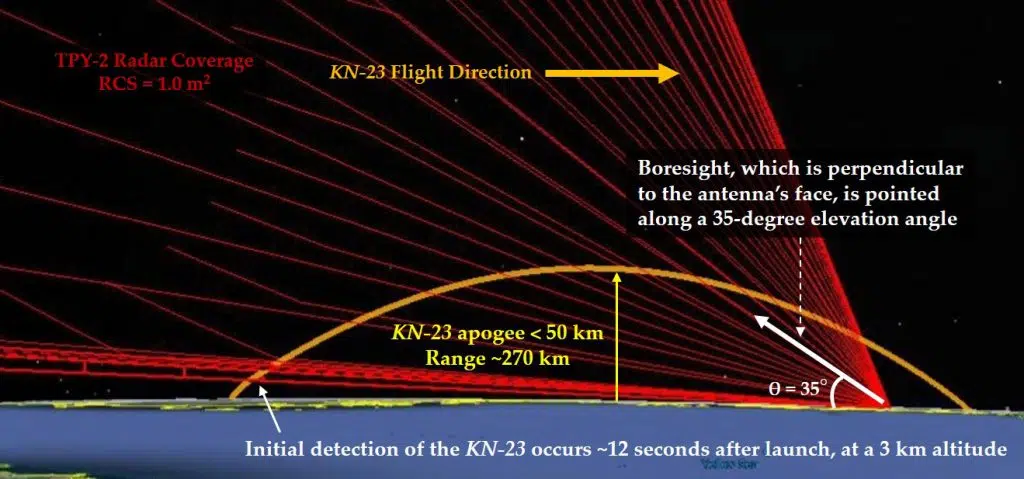 TPY-2 Radar Coverage
RCS = 1.0 m²
KN-23 Flight Direction
Boresight, which is perpendicular
to the antenna’s face, is pointed
along a 35-degree elevation angle
KN-23 apogee < 50 km
Range ~270 km
θ = 35°
Initial detection of the KN-23 occurs ~12 seconds after launch, at a 3 km altitude